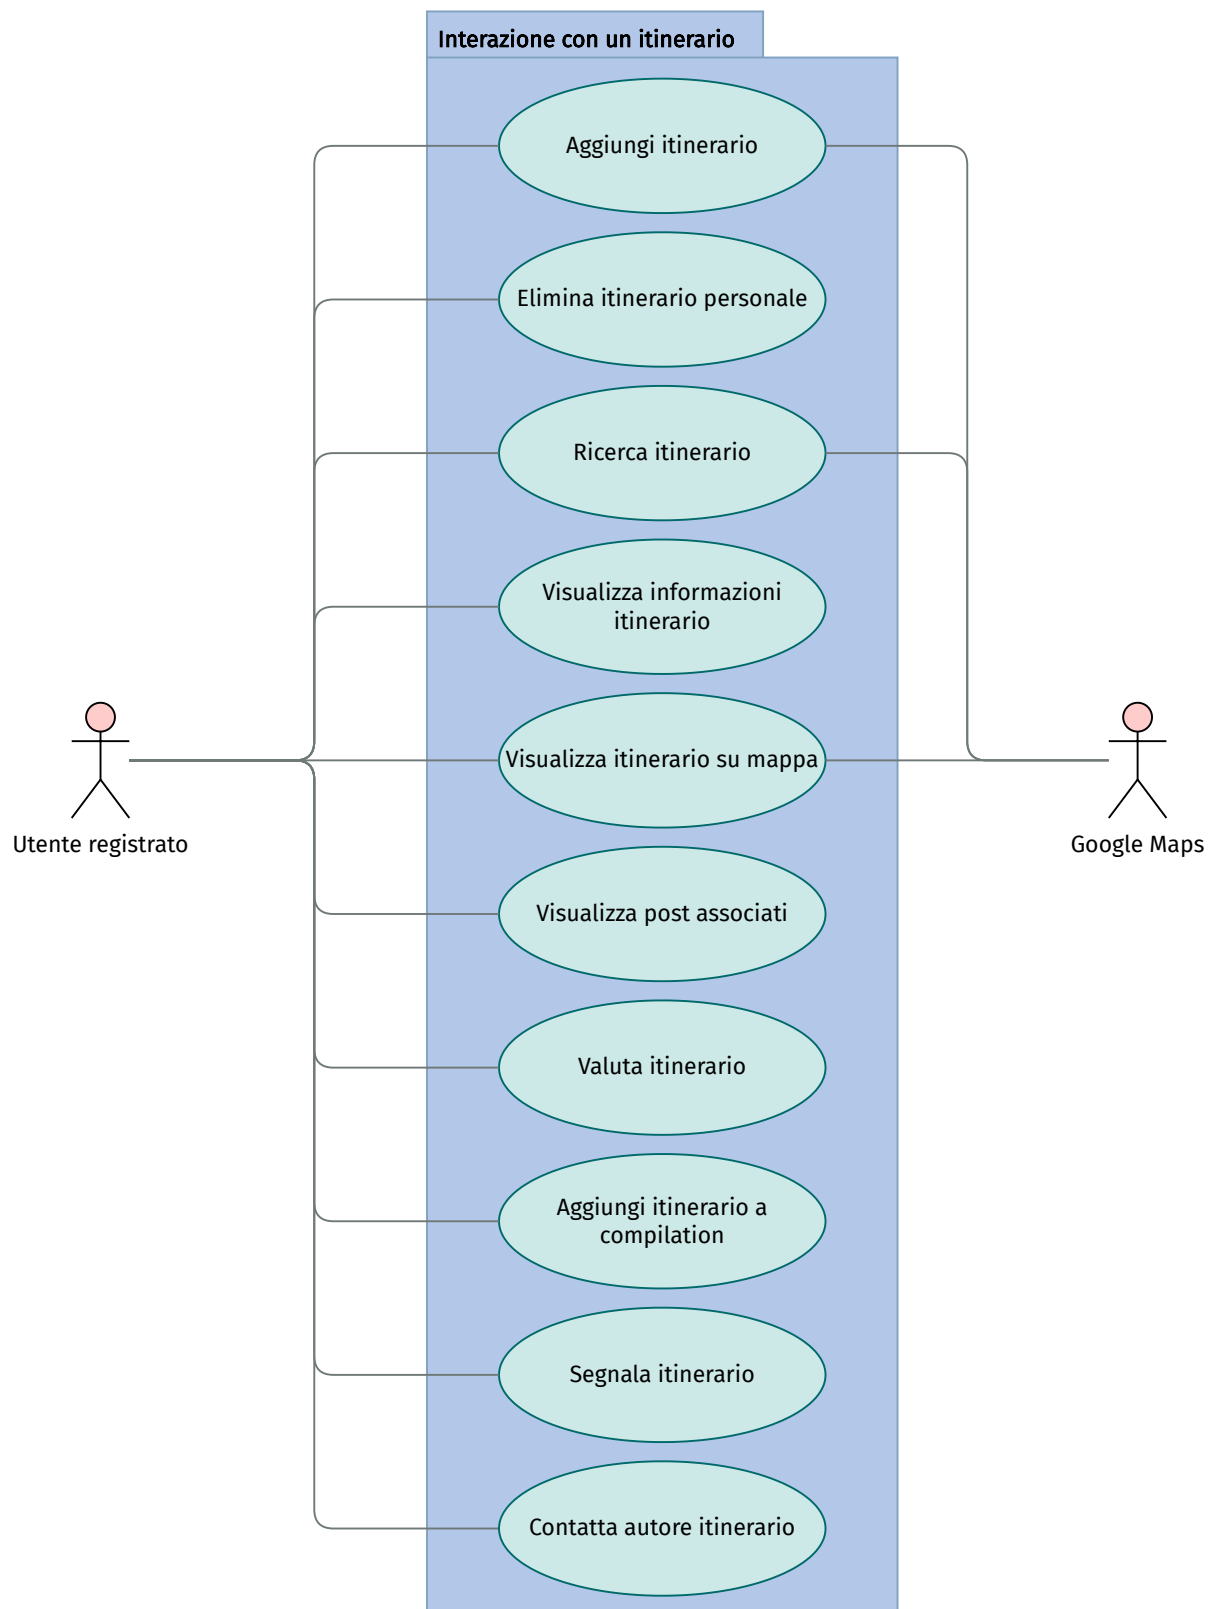 Interazione con un itinerario
Aggiungi itinerario
Elimina itinerario personale
Ricerca itinerario
Visualizza informazioni
itinerario
Visualizza itinerario su mappa
Utente registrato
Google Maps
Visualizza post associati
Valuta itinerario
Aggiungi itinerario a
compilation
Segnala itinerario
Contatta autore itinerario